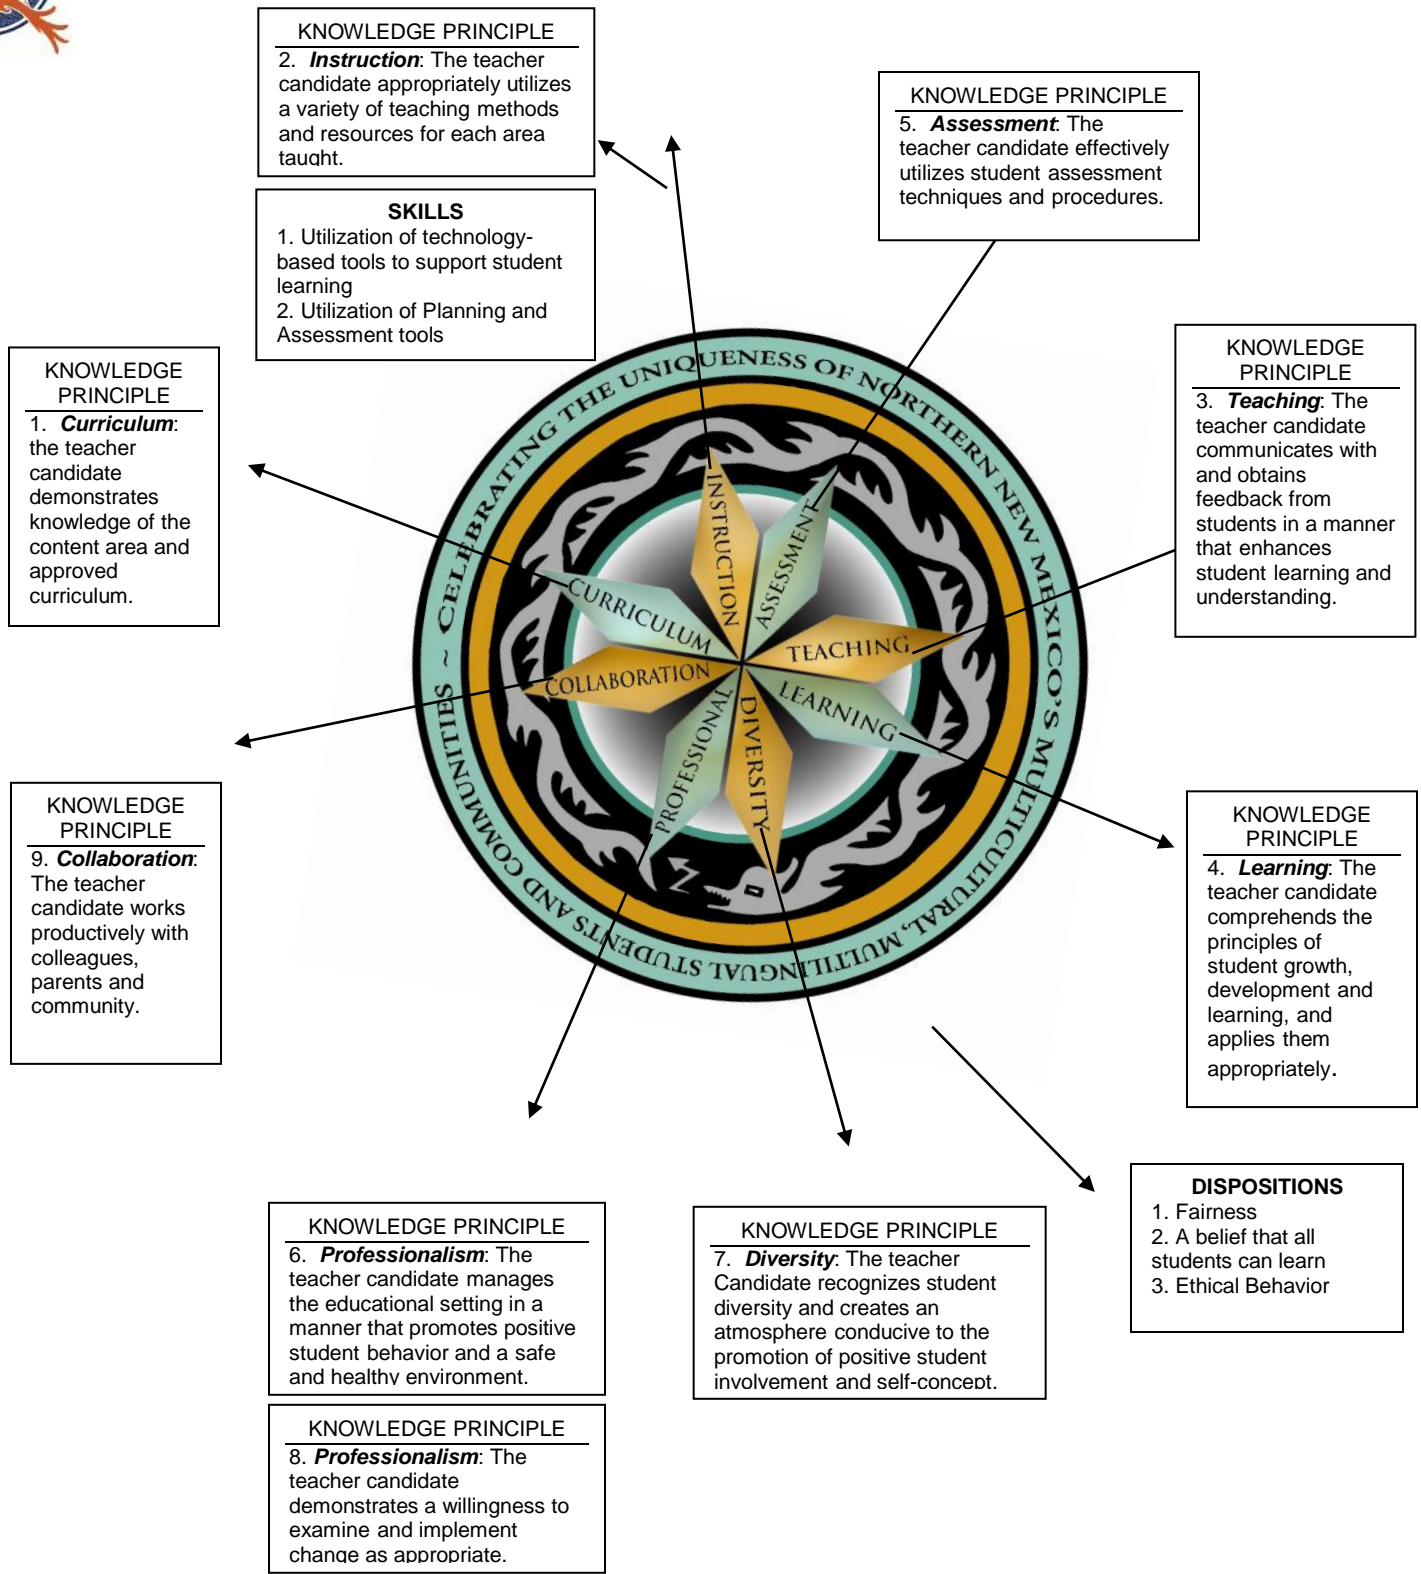 KNOWLEDGE PRINCIPLE
2. Instruction: The teacher
candidate appropriately utilizes
a variety of teaching methods
and resources for each area
taught.
SKILLS
1. Utilization of technology-
based tools to support student
learning
2. Utilization of Planning and
Assessment tools
KNOWLEDGE PRINCIPLE
5. Assessment: The
teacher candidate effectively
utilizes student assessment
techniques and procedures.
KNOWLEDGE
PRINCIPLE
1. Curriculum:
the teacher
candidate
demonstrates
knowledge of the
content area and
approved
curriculum.
KNOWLEDGE
PRINCIPLE
3. Teaching: The
teacher candidate
communicates with
and obtains
feedback from
students in a manner
that enhances
student learning and
understanding.
~ CELEBRATING THE UNIQUENESS OF NORTHERN NEW MEXICO'S MULTICULTURAL, MULTILINGUAL STUDENTS AND COMMUNITIES
INSTRUCTION
ASSESSMENT
TEACHING
LEARNING
DIVERSITY
PROFESSIONAL
COLLABORATION
CURRICULUM
N
KNOWLEDGE
PRINCIPLE
9. Collaboration:
The teacher
candidate works
productively with
colleagues,
parents and
community.
KNOWLEDGE
PRINCIPLE
4. Learning: The
teacher candidate
comprehends the
principles of
student growth,
development and
learning, and
applies them
appropriately.
KNOWLEDGE PRINCIPLE
6. Professionalism: The
teacher candidate manages
the educational setting in a
manner that promotes positive
student behavior and a safe
and healthy environment.
KNOWLEDGE PRINCIPLE
7. Diversity: The teacher
Candidate recognizes student
diversity and creates an
atmosphere conducive to the
promotion of positive student
involvement and self-concept.
DISPOSITIONS
1. Fairness
2. A belief that all
students can learn
3. Ethical Behavior
KNOWLEDGE PRINCIPLE
8. Professionalism: The
teacher candidate
demonstrates a willingness to
examine and implement
change as appropriate.